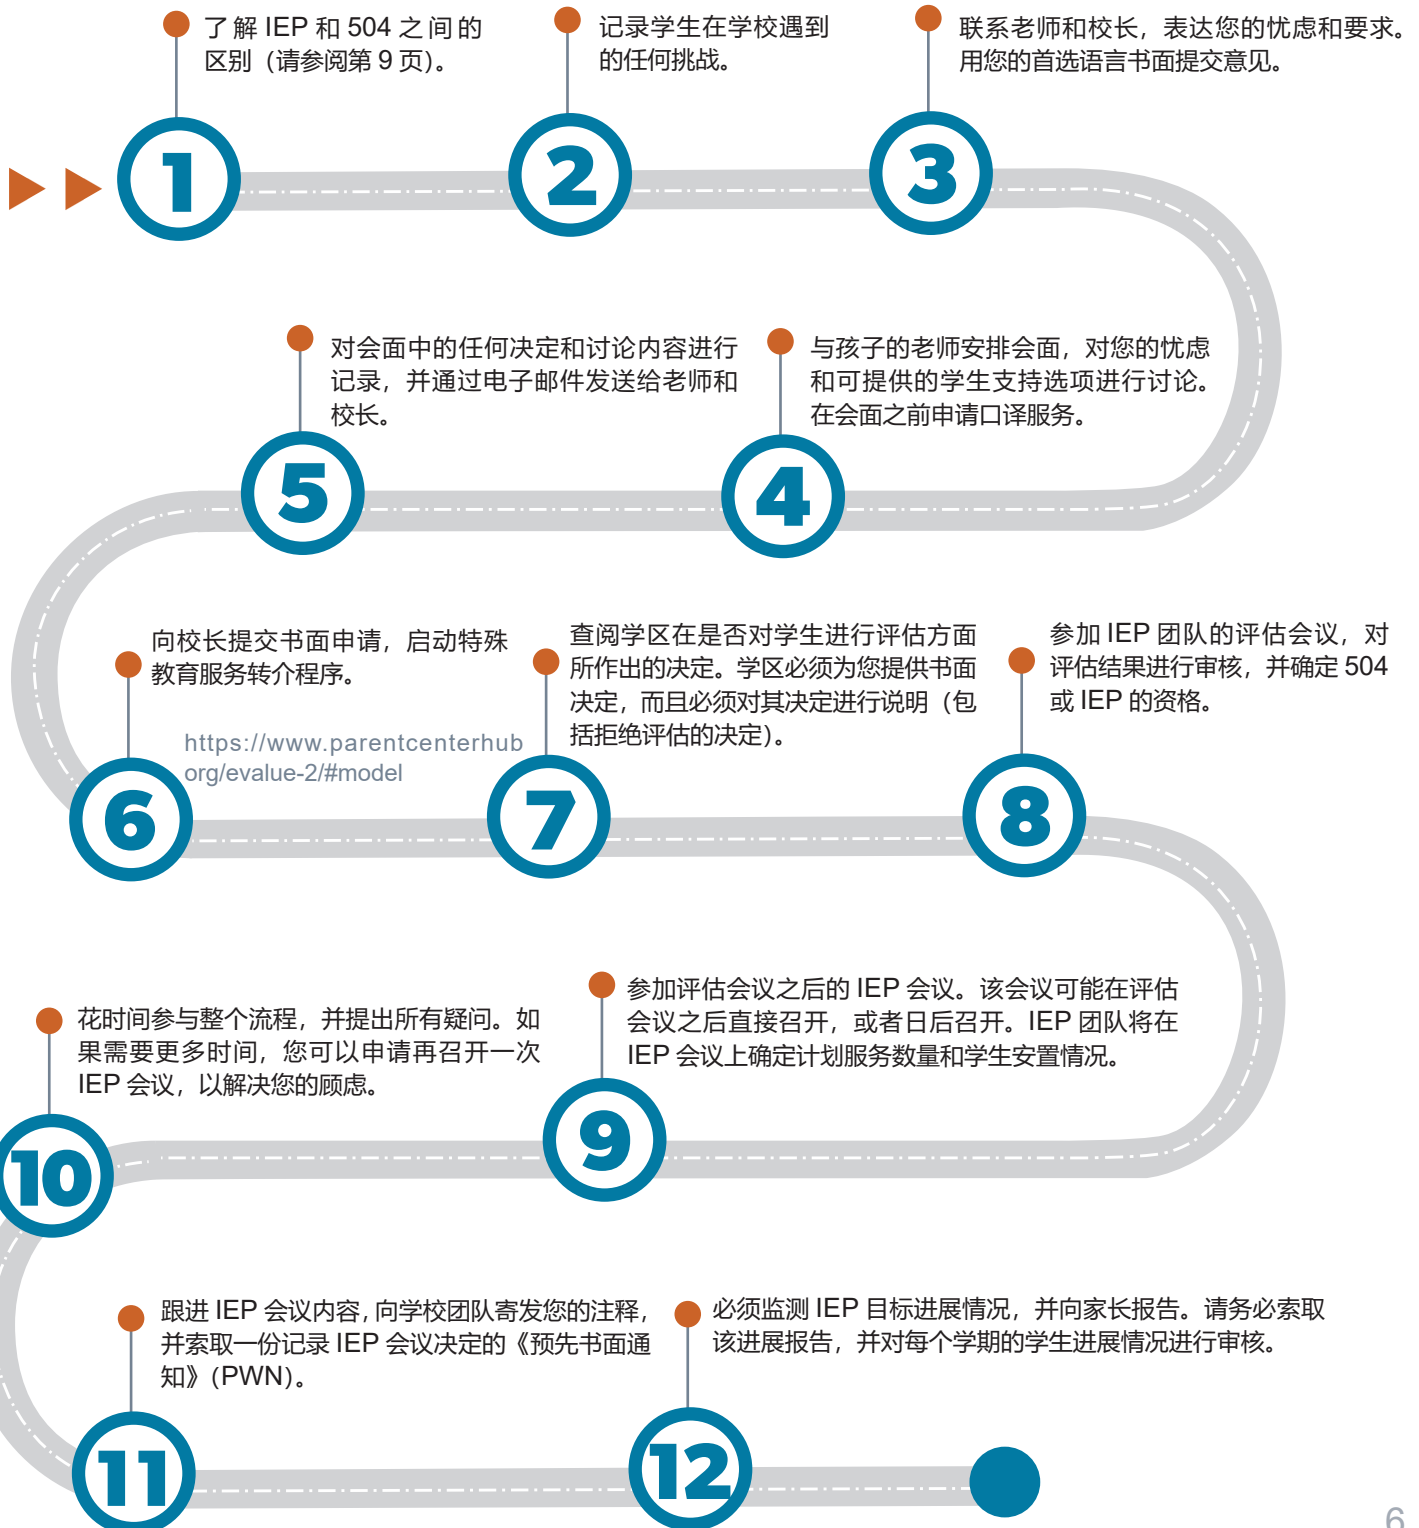 了解 IEP 和 504 之间的
区别（请参阅第 9 页）。
1
记录学生在学校遇到
的任何挑战。
2
联系老师和校长，表达您的忧虑和要求。
用您的首选语言书面提交意见。
3
与孩子的老师安排会面，对您的忧虑
和可提供的学生支持选项进行讨论。
在会面之前申请口译服务。
4
对会面中的任何决定和讨论内容进行
记录，并通过电子邮件发送给老师和
校长。
5
向校长提交书面申请，启动特殊
教育服务转介程序。
https://www.parentcenterhub
org/evalue-2/#model
6
查阅学区在是否对学生进行评估方面
所作出的决定。学区必须为您提供书面
决定，而且必须对其决定进行说明（包
括拒绝评估的决定）。
7
参加 IEP 团队的评估会议，对
评估结果进行审核，并确定 504
或 IEP 的资格。
8
参加评估会议之后的 IEP 会议。该会议可能在评估
会议之后直接召开，或者日后召开。IEP 团队将在
IEP 会议上确定计划服务数量和学生安置情况。
9
花时间参与整个流程，并提出所有疑问。如
果需要更多时间，您可以申请再召开一次
IEP 会议，以解决您的顾虑。
10
跟进 IEP 会议内容，向学校团队寄发您的注释，
并索取一份记录 IEP 会议决定的《预先书面通
知》（PWN）。
11
必须监测 IEP 目标进展情况，并向家长报告。请务必索取
该进展报告，并对每个学期的学生进展情况进行审核。
12
6